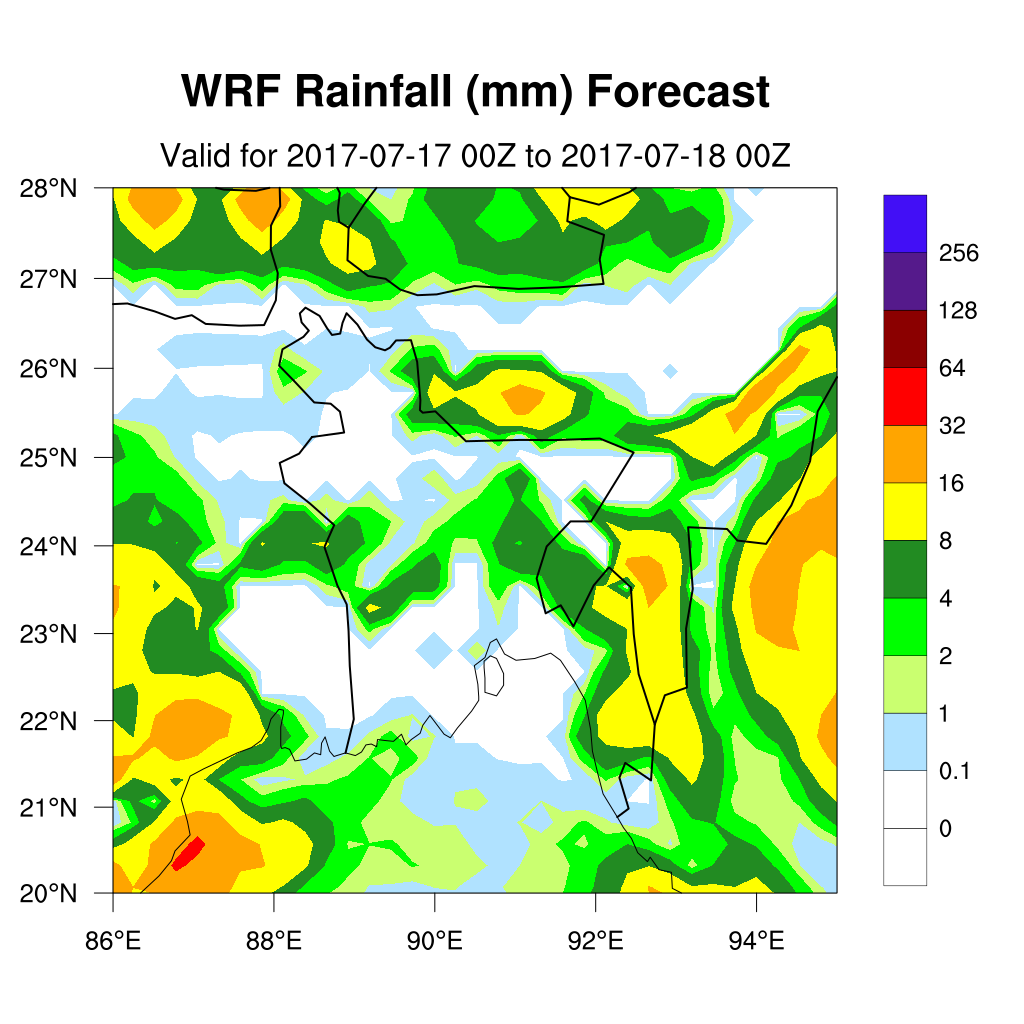 WRF Rainfall (mm) Forecast
Valid for 2017-07-17 00Z to 2017-07-18 00Z
28°N
27°N
26°N
25°N
24°N
23°N
22°N
21°N
20°N
86°E 88°E 90°E 92°E 94°E
256
128
64
32
16
8
4
2
1
0.1
0